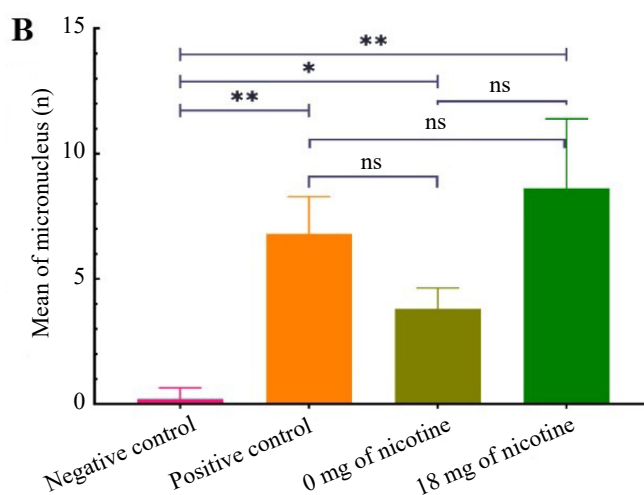 B
15
**
*
ns
**
ns
10
ns
Mean of micronucleus (n)
5
0
Negative control
Positive control
0 mg of nicotine
18 mg of nicotine